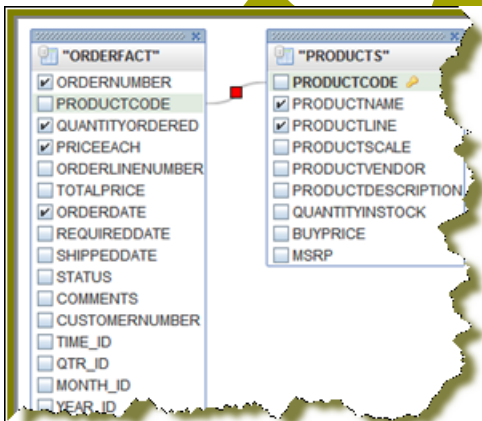 "ORDERFACT"
ORDERNUMBER
PRODUCTCODE
QUANTITYORDERED
PRICEEACH
ORDERLINENUMBER
TOTALPRICE
ORDERDATE
REQUIREDDATE
SHIPPEDDATE
STATUS
COMMENTS
CUSTOMERNUMBER
TIME_ID
QTR_ID
MONTH_ID
YEAR_ID
"PRODUCTS"
PRODUCTCODE
PRODUCTNAME
PRODUCTLINE
PRODUCTSCALE
PRODUCTVENDOR
PRODUCTDESCRIPTION
QUANTITYINSTOCK
BUYPRICE
MSRP